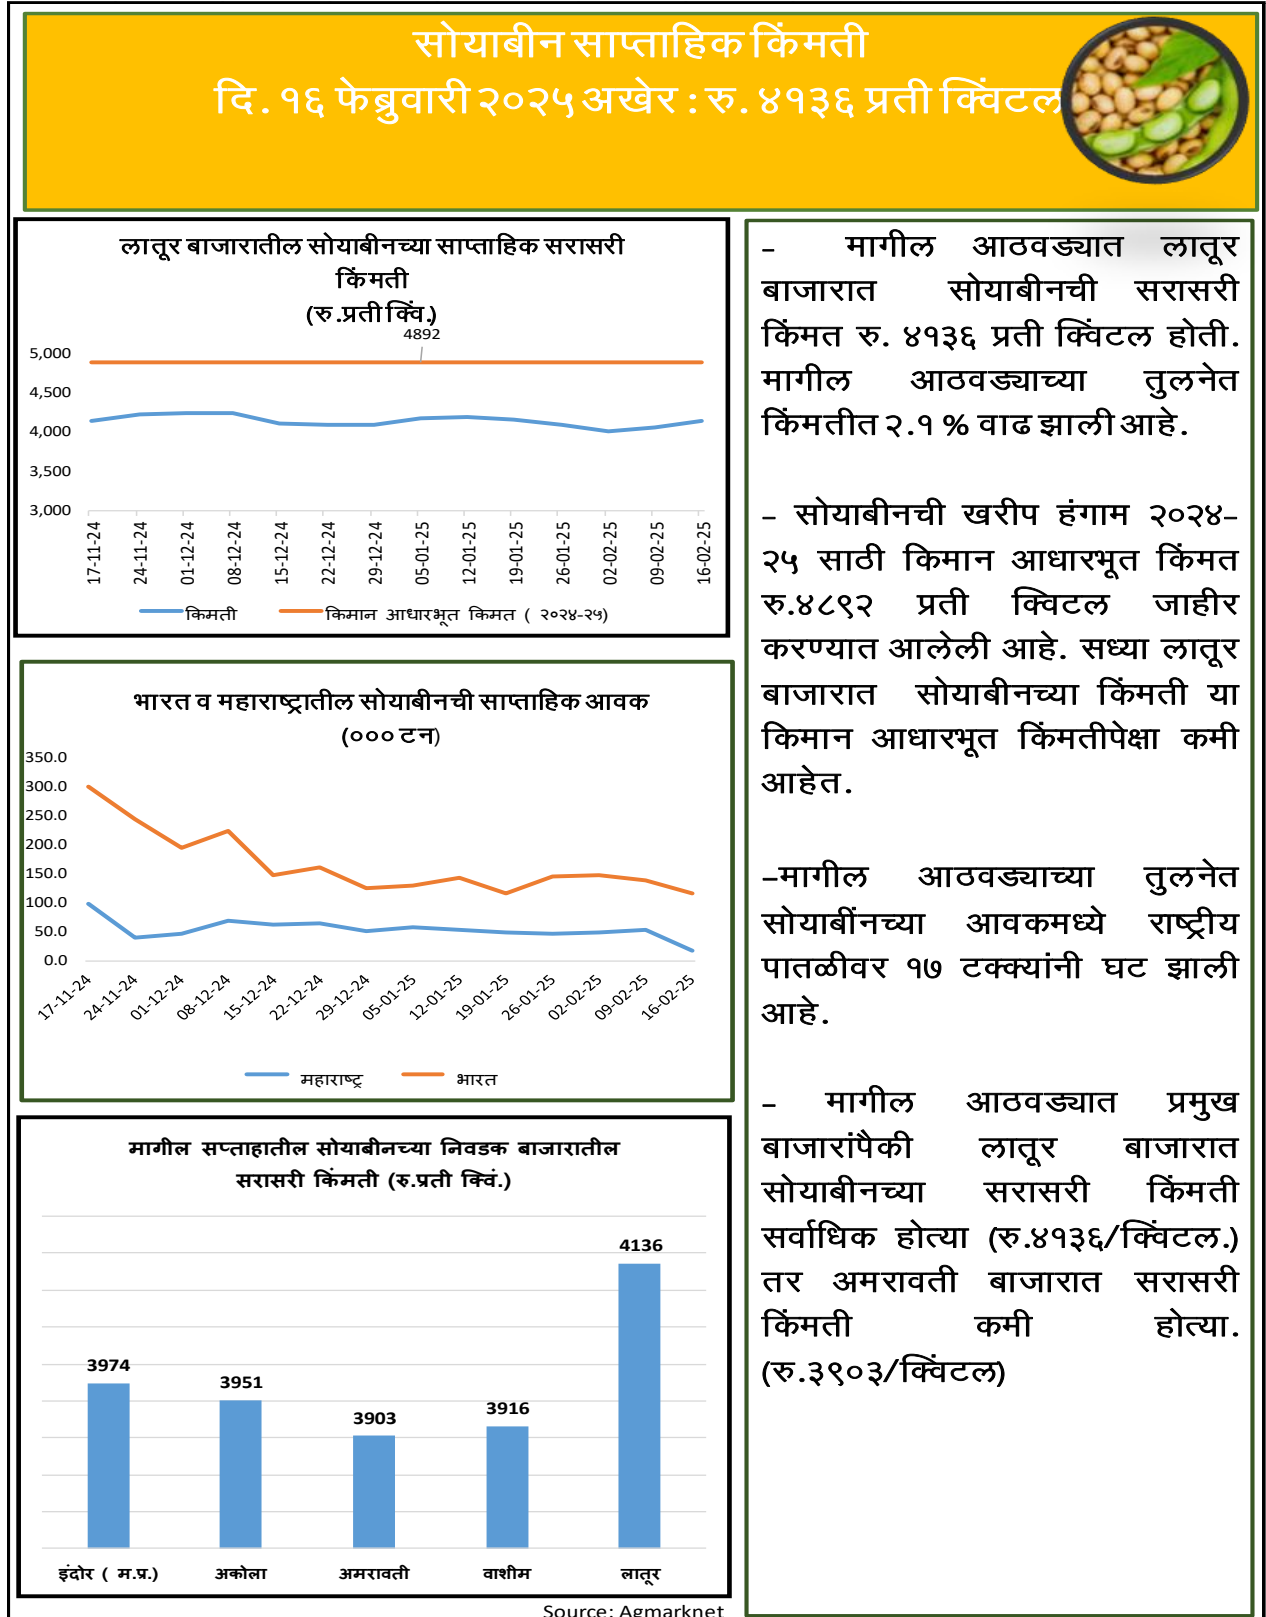 सोयाबीन साप्ताहिक किंमती
दि. १६ फेब्रुवारी २०२५ अखेर : रु. ४१३६ प्रती क्विंटल
लातूर बाजारातील सोयाबीनच्या साप्ताहिक सरासरी
किंमती
(रु.प्रती क्विं.)
4892
5,000
4,500
4,000
3,500
3,000
17-11-24
24-11-24
01-12-24
08-12-24
15-12-24
22-12-24
29-12-24
05-01-25
12-01-25
19-01-25
26-01-25
02-02-25
09-02-25
16-02-25
किमती किमान आधारभूत किमत ( २०२४-२५)
भारत व महाराष्ट्रातील सोयाबीनची साप्ताहिक आवक
(००० टन)
350.0
300.0
250.0
200.0
150.0
100.0
50.0
0.0
17-11-24
24-11-24
01-12-24
08-12-24
15-12-24
22-12-24
29-12-24
05-01-25
12-01-25
19-01-25
26-01-25
02-02-25
09-02-25
16-02-25
महाराष्ट्र भारत
मागील सप्ताहातील सोयाबीनच्या निवडक बाजारातील
सरासरी किंमती (रु.प्रती क्विं.)
3974
3951
3903
3916
4136
इंदोर ( म.प्र.) अकोला अमरावती वाशीम लातूर
Source: Agmarknet
– मागील आठवड्यात लातूर
बाजारात सोयाबीनची सरासरी
किंमत रु. ४१३६ प्रती क्विंटल होती.
मागील आठवड्याच्या तुलनेत
किंमतीत २.१ % वाढ झाली आहे.
– सोयाबीनची खरीप हंगाम २०२४–
२५ साठी किमान आधारभूत किंमत
रु.४८९२ प्रती क्विटल जाहीर
करण्यात आलेली आहे. सध्या लातूर
बाजारात सोयाबीनच्या किंमती या
किमान आधारभूत किंमतीपेक्षा कमी
आहेत.
–मागील आठवड्याच्या तुलनेत
सोयाबींनच्या आवकमध्ये राष्ट्रीय
पातळीवर १७ टक्क्यांनी घट झाली
आहे.
– मागील आठवड्यात प्रमुख
बाजारांपैकी लातूर बाजारात
सोयाबीनच्या सरासरी किंमती
सर्वाधिक होत्या (रु.४१३६/क्विंटल.)
तर अमरावती बाजारात सरासरी
किंमती कमी होत्या.
(रु.३९०३/क्विंटल)